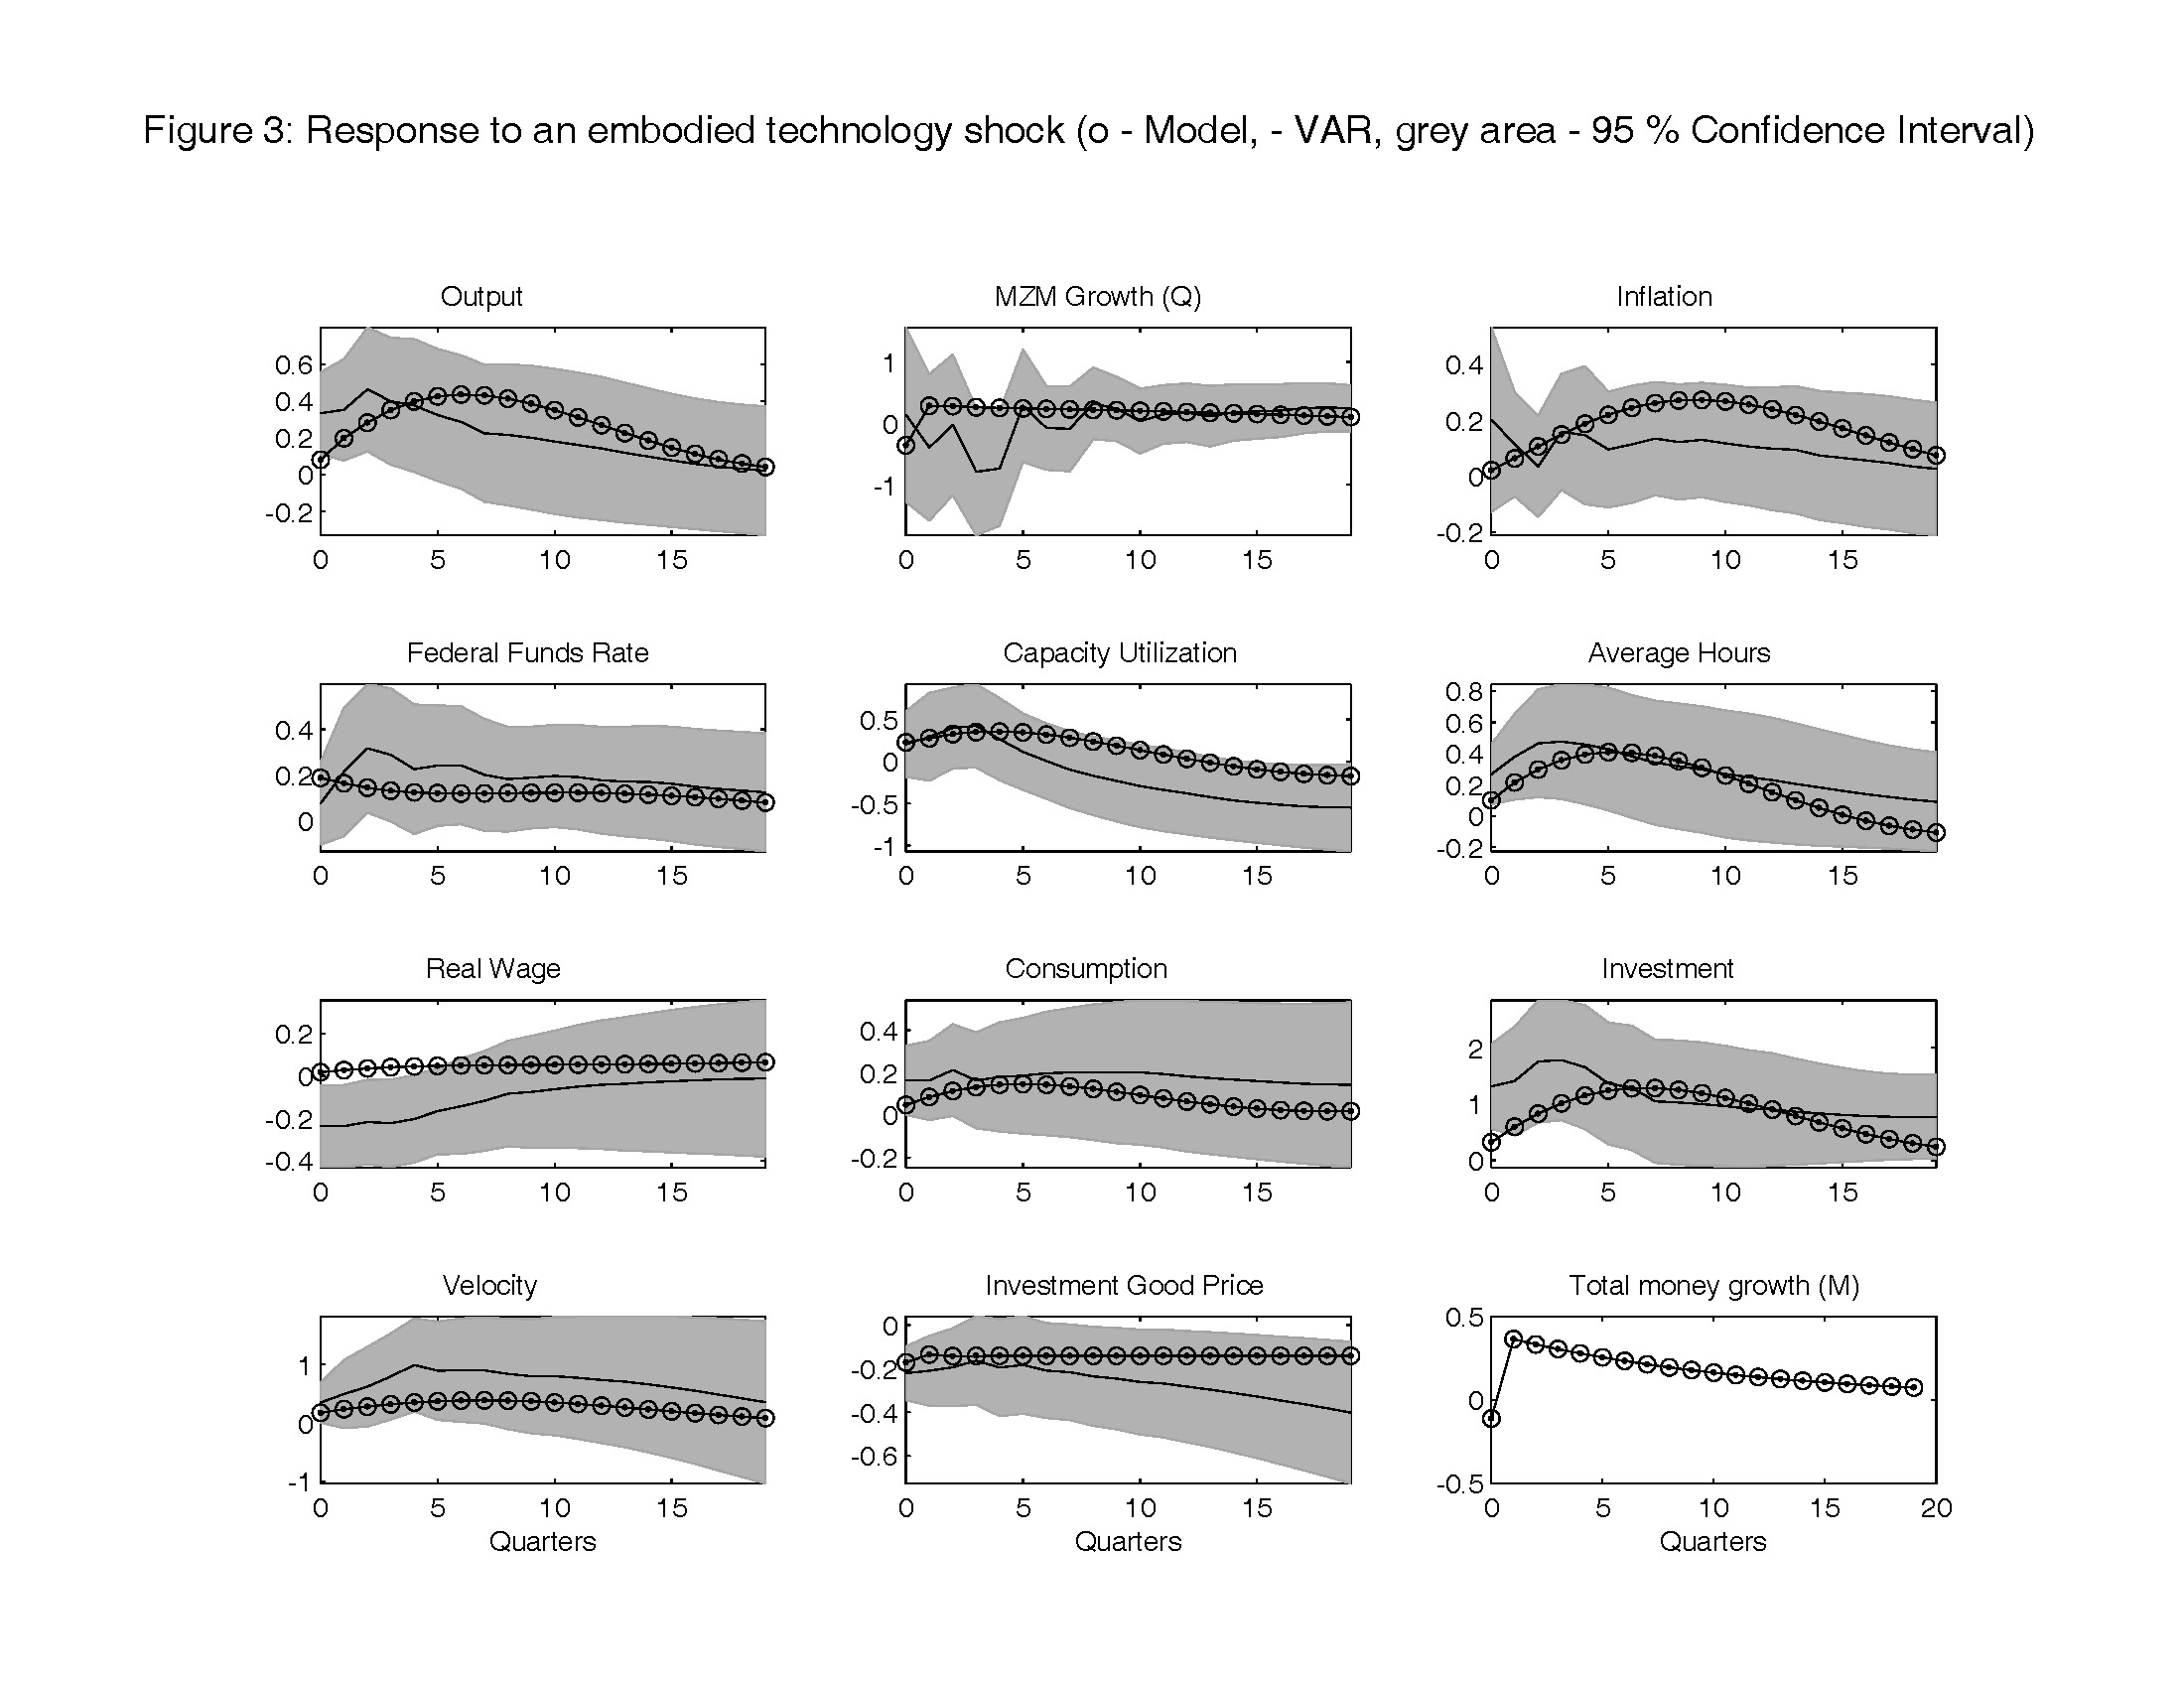 Figure 3: Response to an embodied technology shock (o - Model, - VAR, grey area - 95 % Confidence Interval)
Output
MZM Growth (Q)
Inflation
0.6
0.4
0.2
0
-0.2
0 5 10 15
1
0
-1
0 5 10 15
0.4
0.2
0
-0.2
0 5 10 15
Federal Funds Rate
Capacity Utilization
Average Hours
0.4
0.2
0
0 5 10 15
0.5
0
-0.5
-1
0 5 10 15
0.8
0.6
0.4
0.2
0
-0.2
0 5 10 15
Real Wage
Consumption
Investment
0.2
0
-0.2
-0.4
0 5 10 15
0.4
0.2
0
-0.2
0 5 10 15
2
1
0
0 5 10 15
Velocity
Investment Good Price
Total money growth (M)
1
0
-1
0 5 10 15
Quarters
0
-0.2
-0.4
-0.6
0 5 10 15
Quarters
0.5
0
-0.5
0 5 10 15 20
Quarters